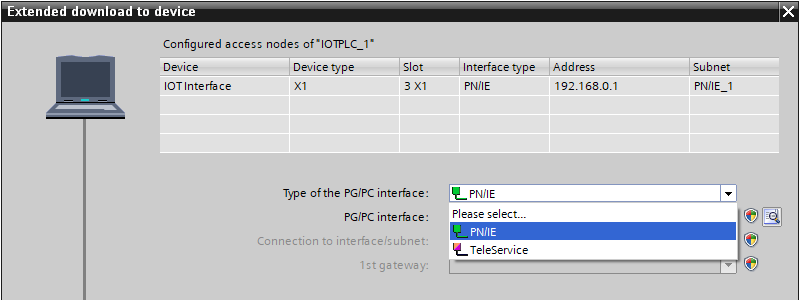 Extended download to device
Configured access nodes of "IOTPLC_1"
Device Device type Slot Interface type Address Subnet
IOT Interface X1 3 X1 PN/IE 192.168.0.1 PN/IE_1
Type of the PG/PC interface: PN/IE
PG/PC interface: Please select...
PN/IE
Connection to interface/subnet: TeleService
1st gateway: